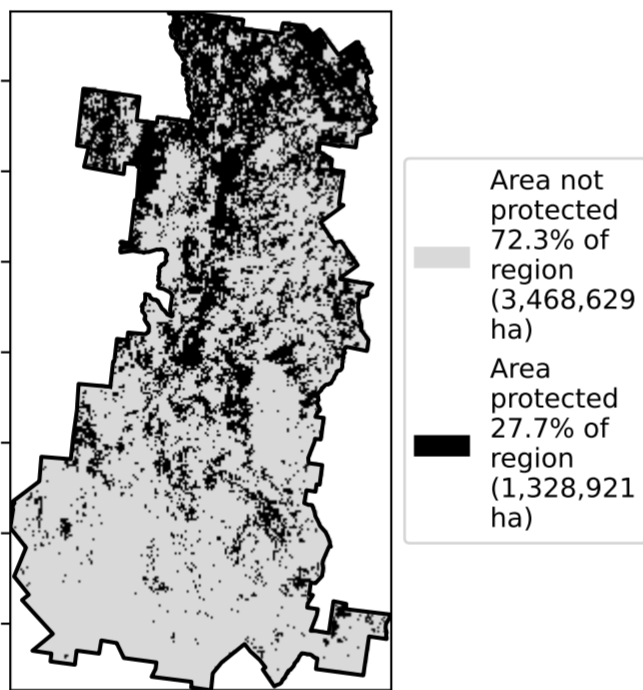 Area not
protected
72.3% of
region
(3,468,629
ha)
Area
protected
27.7% of
region
(1,328,921
ha)